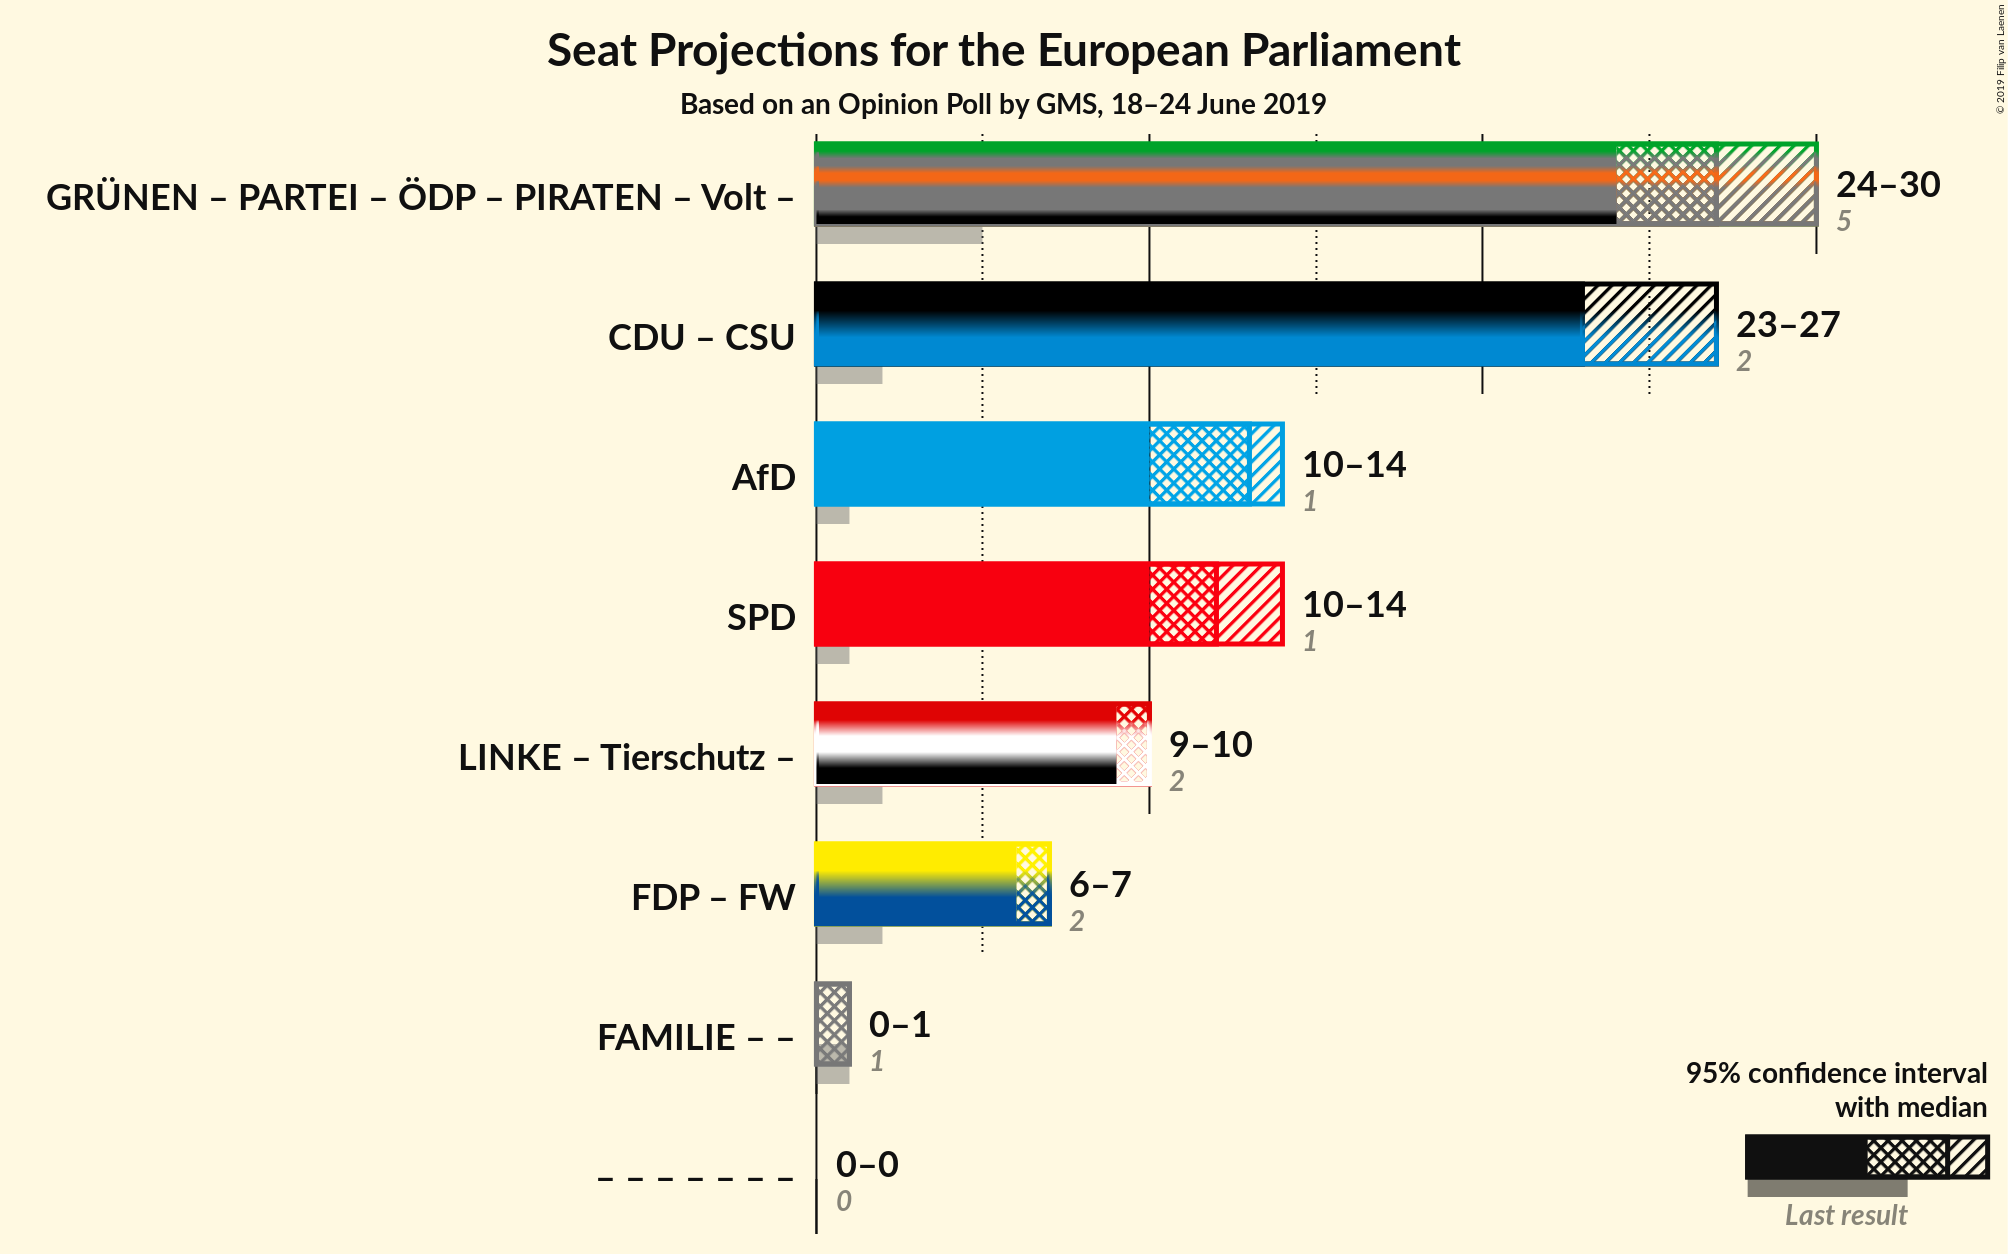 Seat Projections for the European Parliament
Based on an Opinion Poll by GMS, 18–24 June 2019
© 2019 Filip van Laenen
GRÜNEN – PARTEI – ÖDP – PIRATEN – Volt –
24–30
5
CDU – CSU
23–27
2
AfD
10–14
1
SPD
10–14
1
LINKE – Tierschutz –
9–10
2
FDP – FW
6–7
2
FAMILIE – –
0–1
1
– – – – – – –
0–0
0
95% confidence interval
with median
Last result